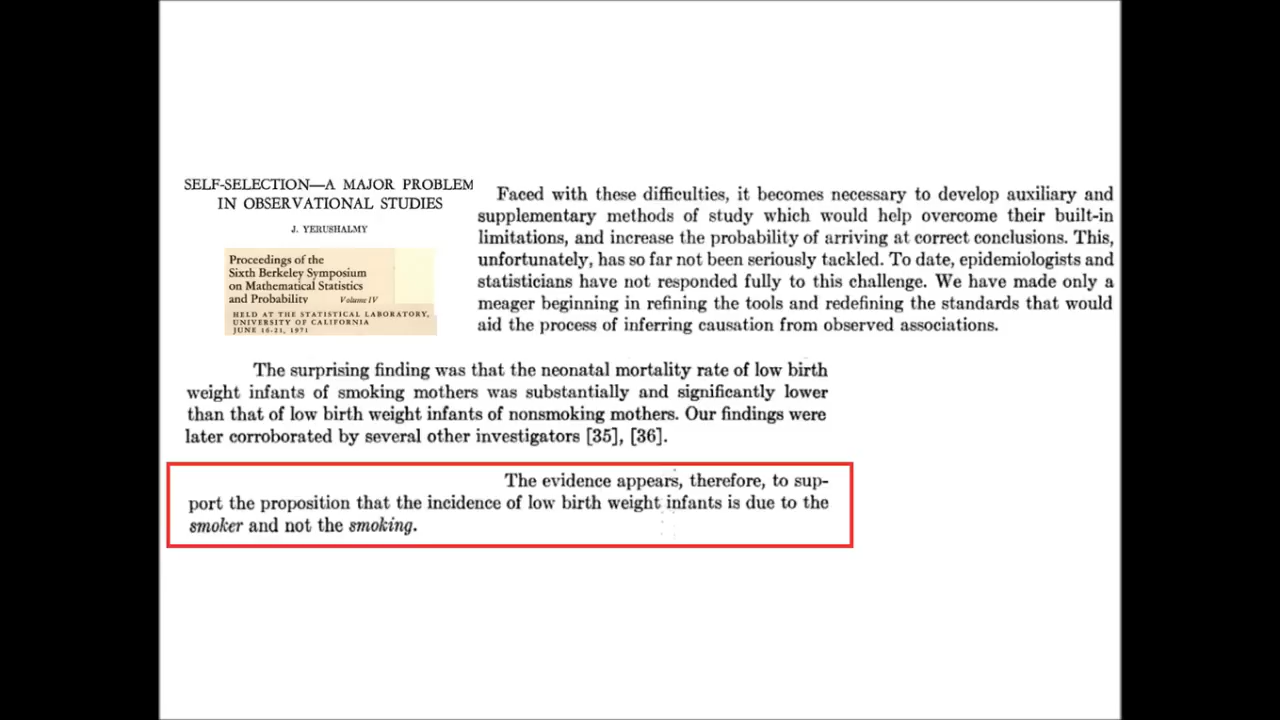 SELF-SELECTION—A MAJOR PROBLEM
IN OBSERVATIONAL STUDIES
J. YERUSHALMY
Proceedings of the
Sixth Berkeley Symposium
on Mathematical Statistics
and Probability Volume IV
HELD AT THE STATISTICAL LABORATORY,
UNIVERSITY OF CALIFORNIA
JUNE 16-21, 1971
Faced with these difficulties, it becomes necessary to develop auxiliary and
supplementary methods of study which would help overcome their built-in
limitations, and increase the probability of arriving at correct conclusions. This,
unfortunately, has so far not been seriously tackled. To date, epidemiologists and
statisticians have not responded fully to this challenge. We have made only a
meager beginning in refining the tools and redefining the standards that would
aid the process of inferring causation from observed associations.
The surprising finding was that the neonatal mortality rate of low birth
weight infants of smoking mothers was substantially and significantly lower
than that of low birth weight infants of nonsmoking mothers. Our findings were
later corroborated by several other investigators [35], [36].
The evidence appears, therefore, to sup-
port the proposition that the incidence of low birth weight infants is due to the
smoker and not the smoking.